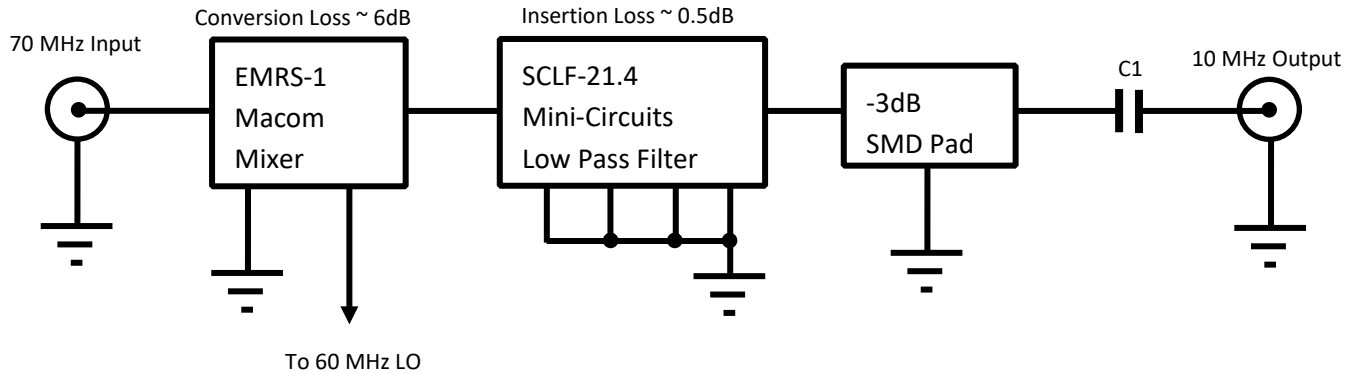 Conversion Loss ~ 6dB
Insertion Loss ~ 0.5dB
70 MHz Input
EMRS-1
Macom
Mixer
SCLF-21.4
Mini-Circuits
Low Pass Filter
-3dB
SMD Pad
C1
10 MHz Output
To 60 MHz LO